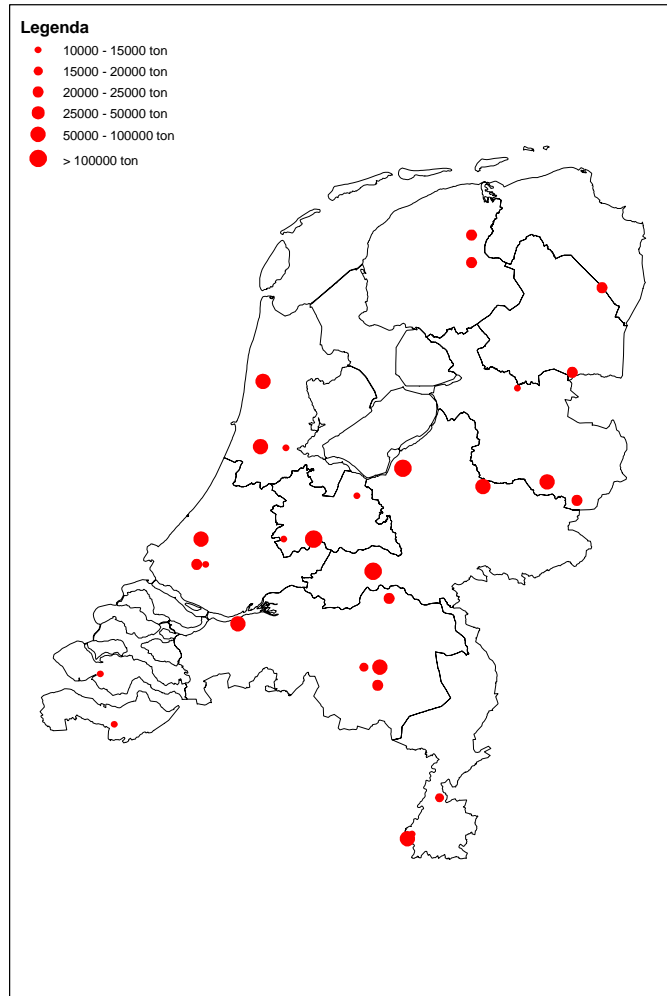 Legenda
10000 - 15000 ton
15000 - 20000 ton
20000 - 25000 ton
25000 - 50000 ton
50000 - 100000 ton
> 100000 ton